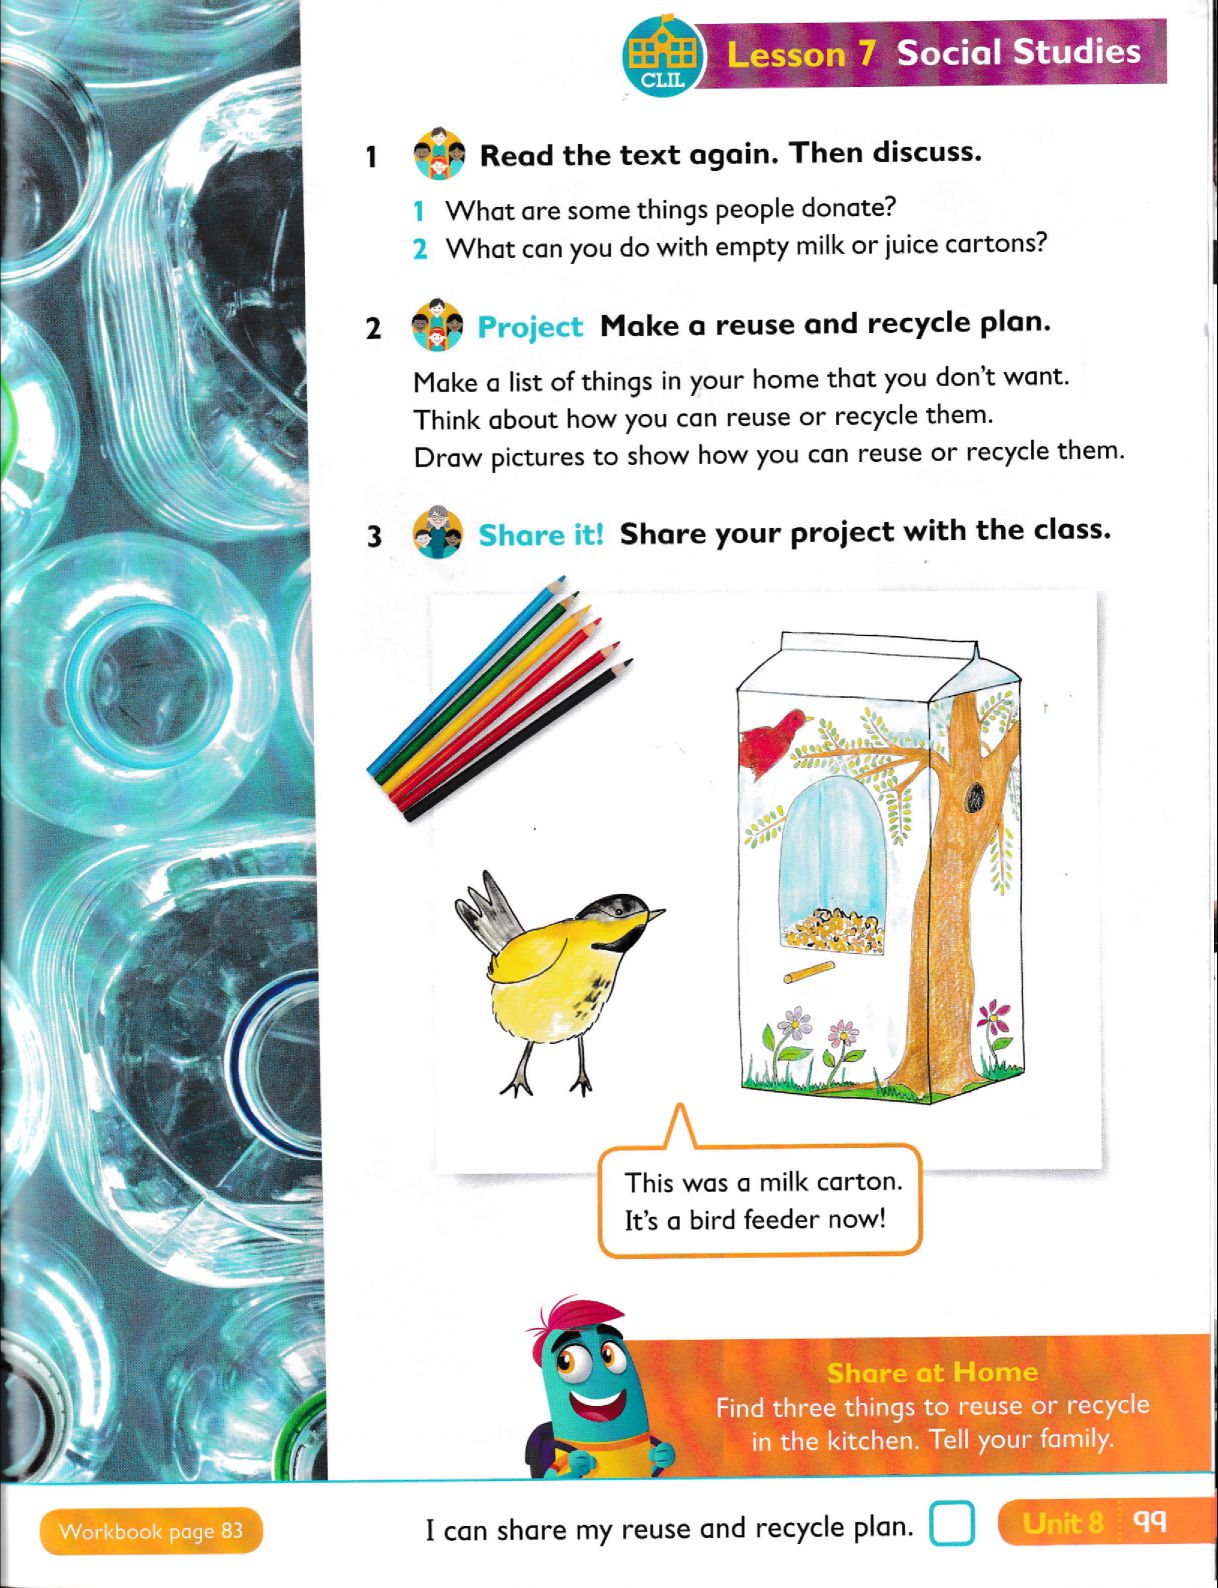 CLIL
Lesson 7 Social Studies
1 Read the text again. Then discuss.
1 What are some things people donate?
2 What can you do with empty milk or juice cartons?
2 Project Make a reuse and recycle plan.
Make a list of things in your home that you don't want.
Think about how you can reuse or recycle them.
Draw pictures to show how you can reuse or recycle them.
3 Share it! Share your project with the class.
This was a milk carton.
It's a bird feeder now!
Share at Home
Find three things to reuse or recycle
in the kitchen. Tell your family.
Workbook page 83
I can share my reuse and recycle plan.
Unit 8 99